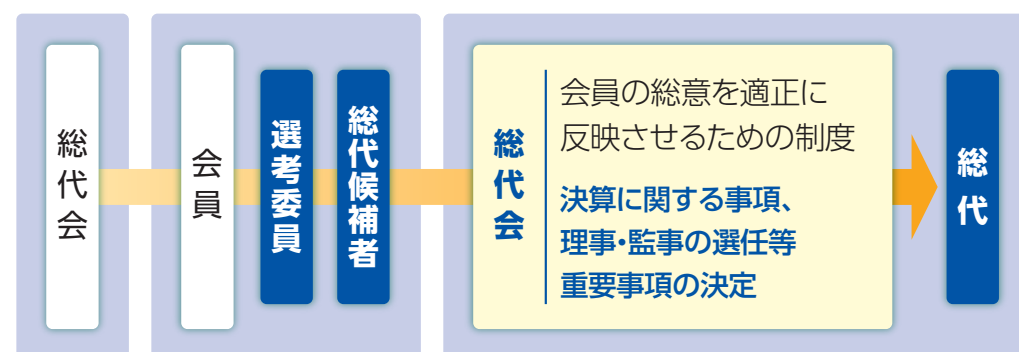 総代会
会員
選考委員
総代候補者
総代会
会員の総意を適正に
反映させるための制度
決算に関する事項、
理事・監事の選任等
重要事項の決定
総代